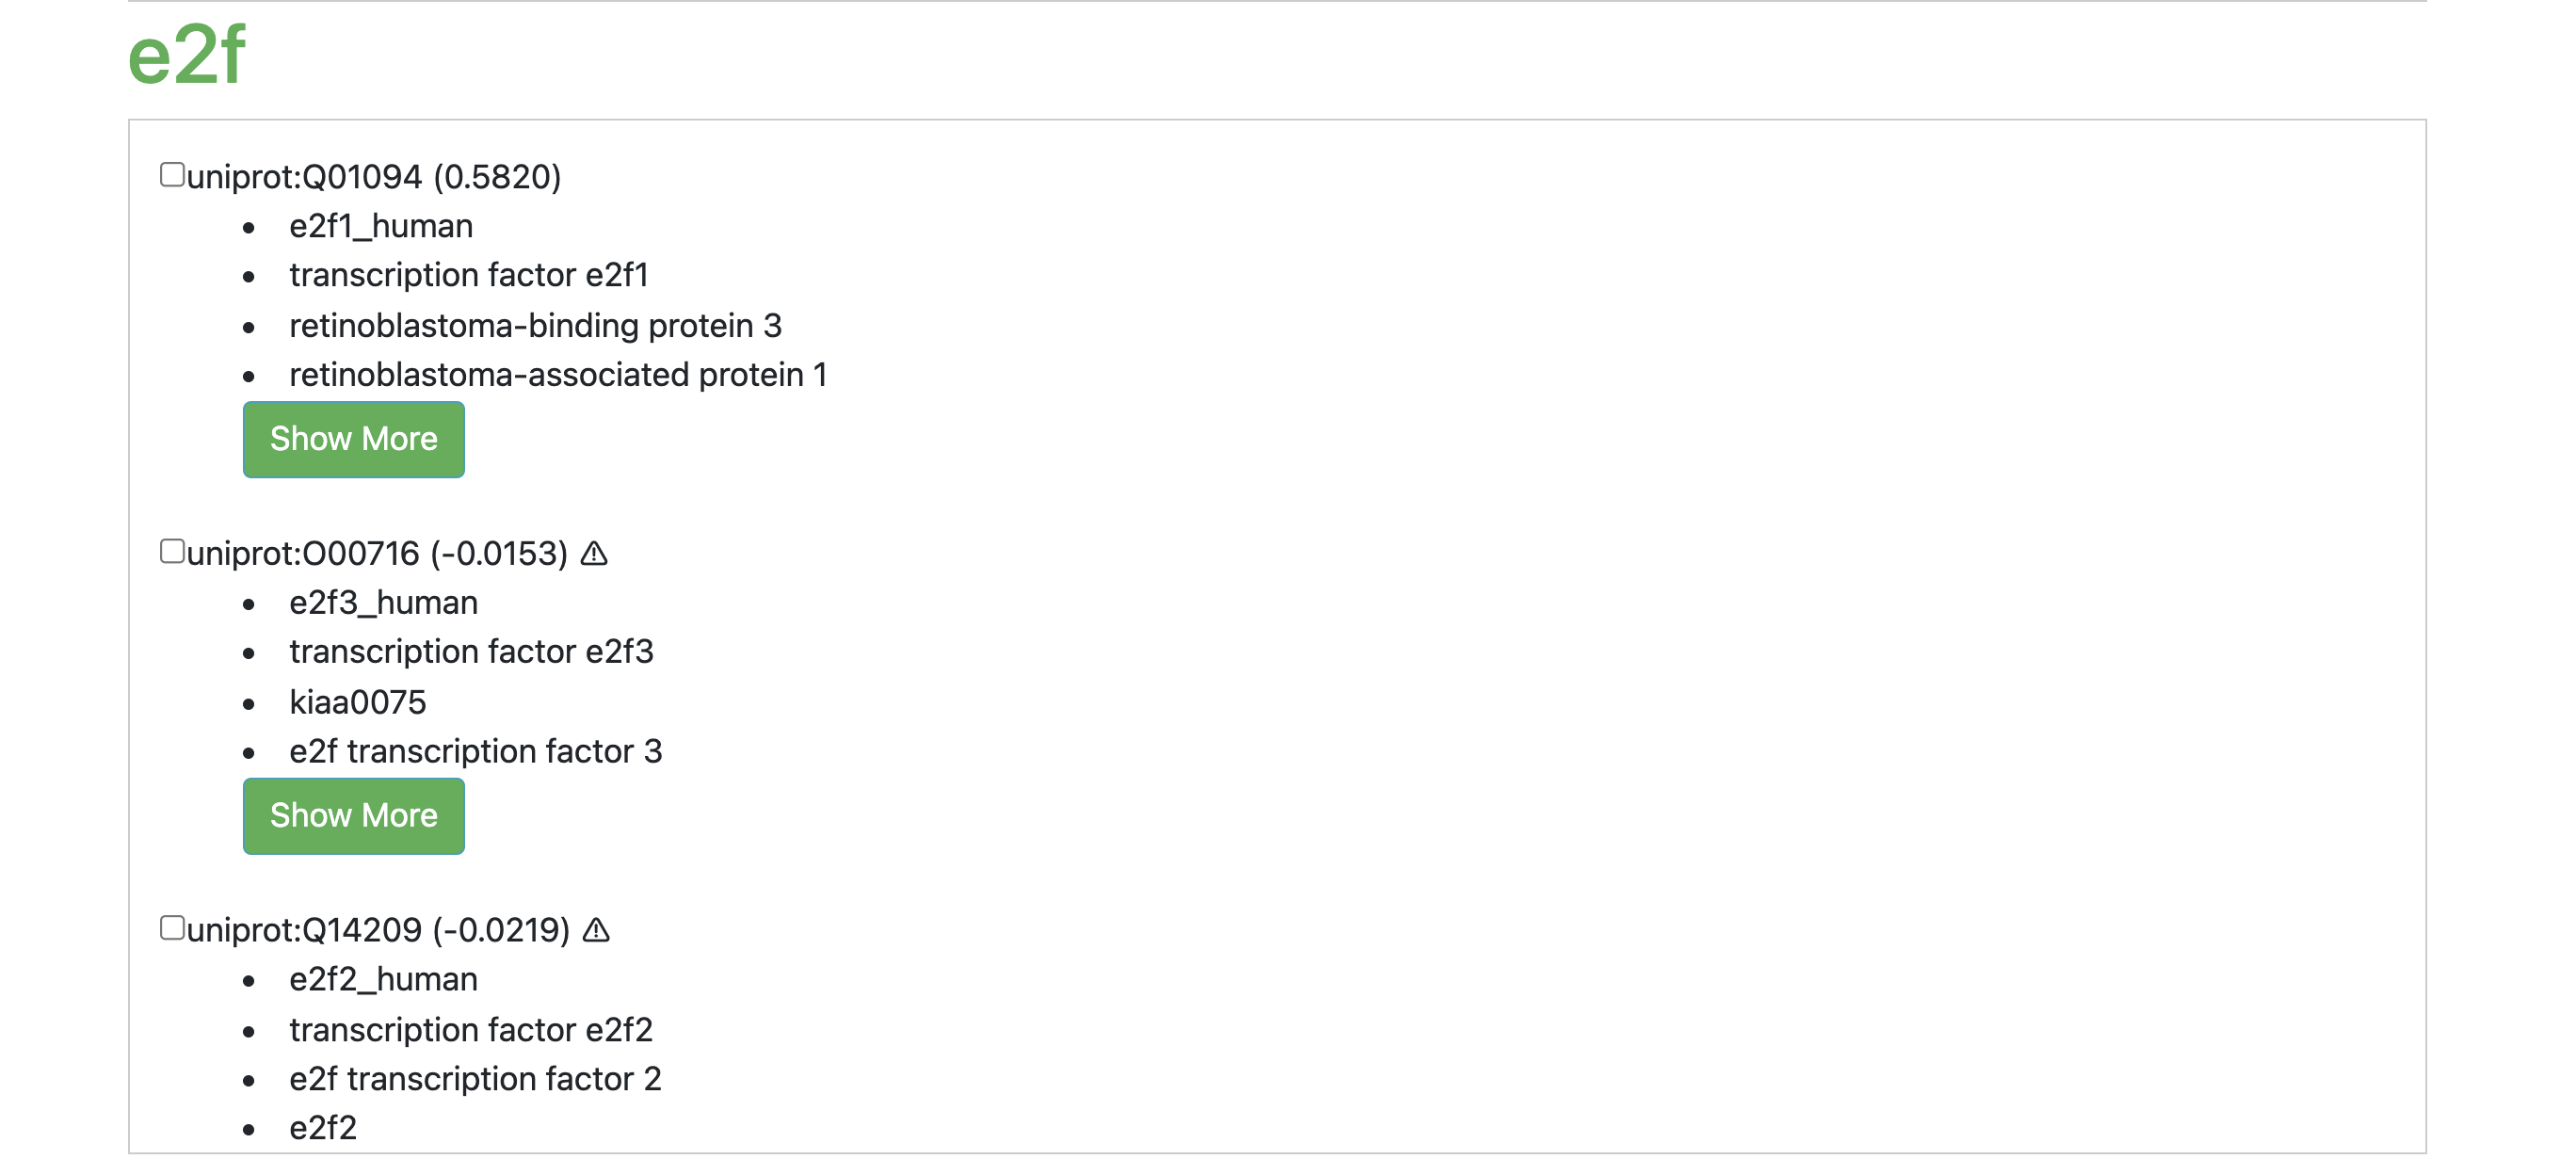 e2f
uniprot:Q01094 (0.5820)
e2f1_human
transcription factor e2f1
retinoblastoma-binding protein 3
retinoblastoma-associated protein 1
Show More
uniprot:O00716 (-0.0153) ⚠
e2f3_human
transcription factor e2f3
kiaa0075
e2f transcription factor 3
Show More
uniprot:Q14209 (-0.0219) ⚠
e2f2_human
transcription factor e2f2
e2f transcription factor 2
e2f2